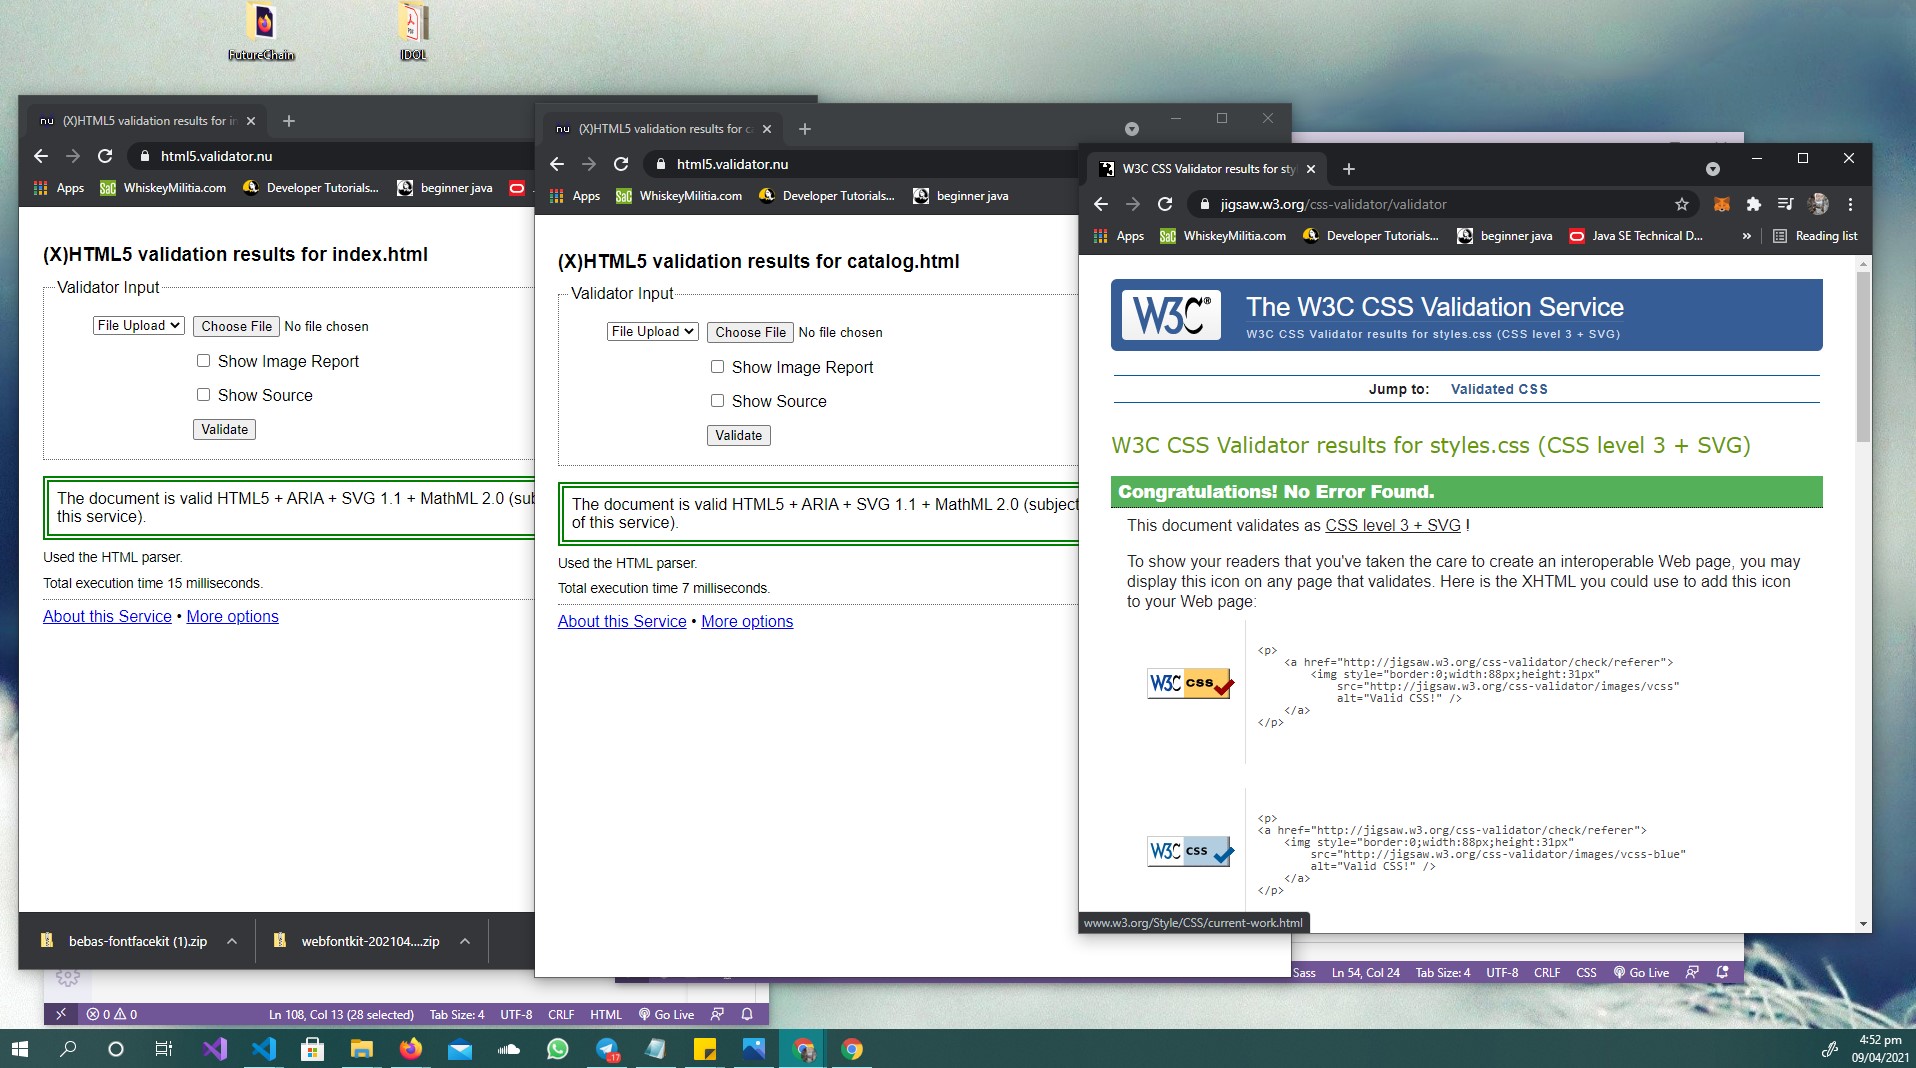 FutureChain
IDOL
nu (X)HTML5 validation results for in
html5.validator.nu
Apps
SaC WhiskeyMilitia.com
Developer Tutorials...
beginner java
(X)HTML5 validation results for index.html
Validator Input
File Upload Choose File No file chosen
Show Image Report
Show Source
Validate
The document is valid HTML5 + ARIA + SVG 1.1 + MathML 2.0 (sub
this service).
Used the HTML parser.
Total execution time 15 milliseconds.
About this Service • More options
bebas-fontfacekit (1).zip
webfontkit-202104....zip
nu (X)HTML5 validation results for ca
html5.validator.nu
Apps
SaC WhiskeyMilitia.com
Developer Tutorials...
beginner java
(X)HTML5 validation results for catalog.html
Validator Input
File Upload Choose File No file chosen
Show Image Report
Show Source
Validate
The document is valid HTML5 + ARIA + SVG 1.1 + MathML 2.0 (subject
of this service).
Used the HTML parser.
Total execution time 7 milliseconds.
About this Service • More options
W3C CSS Validator results for sty
jigsaw.w3.org/css-validator/validator
Apps
SaC WhiskeyMilitia.com
Developer Tutorials...
beginner java
Java SE Technical D...
»
Reading list
W3C®
The W3C CSS Validation Service
W3C CSS Validator results for styles.css (CSS level 3 + SVG)
Jump to: Validated CSS
W3C CSS Validator results for styles.css (CSS level 3 + SVG)
Congratulations! No Error Found.
This document validates as CSS level 3 + SVG !
To show your readers that you've taken the care to create an interoperable Web page, you may
display this icon on any page that validates. Here is the XHTML you could use to add this icon
to your Web page:
W3C CSS
<p>
<a href="http://jigsaw.w3.org/css-validator/check/referer">
<img style="border:0;width:88px;height:31px"
src="http://jigsaw.w3.org/css-validator/images/vcss"
alt="Valid CSS!" />
</a>
</p>
W3C CSS
<p>
<a href="http://jigsaw.w3.org/css-validator/check/referer">
<img style="border:0;width:88px;height:31px"
src="http://jigsaw.w3.org/css-validator/images/vcss-blue"
alt="Valid CSS!" />
</a>
</p>
www.w3.org/Style/CSS/current-work.html
Sass Ln 54, Col 24 Tab Size: 4 UTF-8 CRLF CSS Go Live
0 0 Ln 108, Col 13 (28 selected) Tab Size: 4 UTF-8 CRLF HTML Go Live
17
4:52 pm
09/04/2021